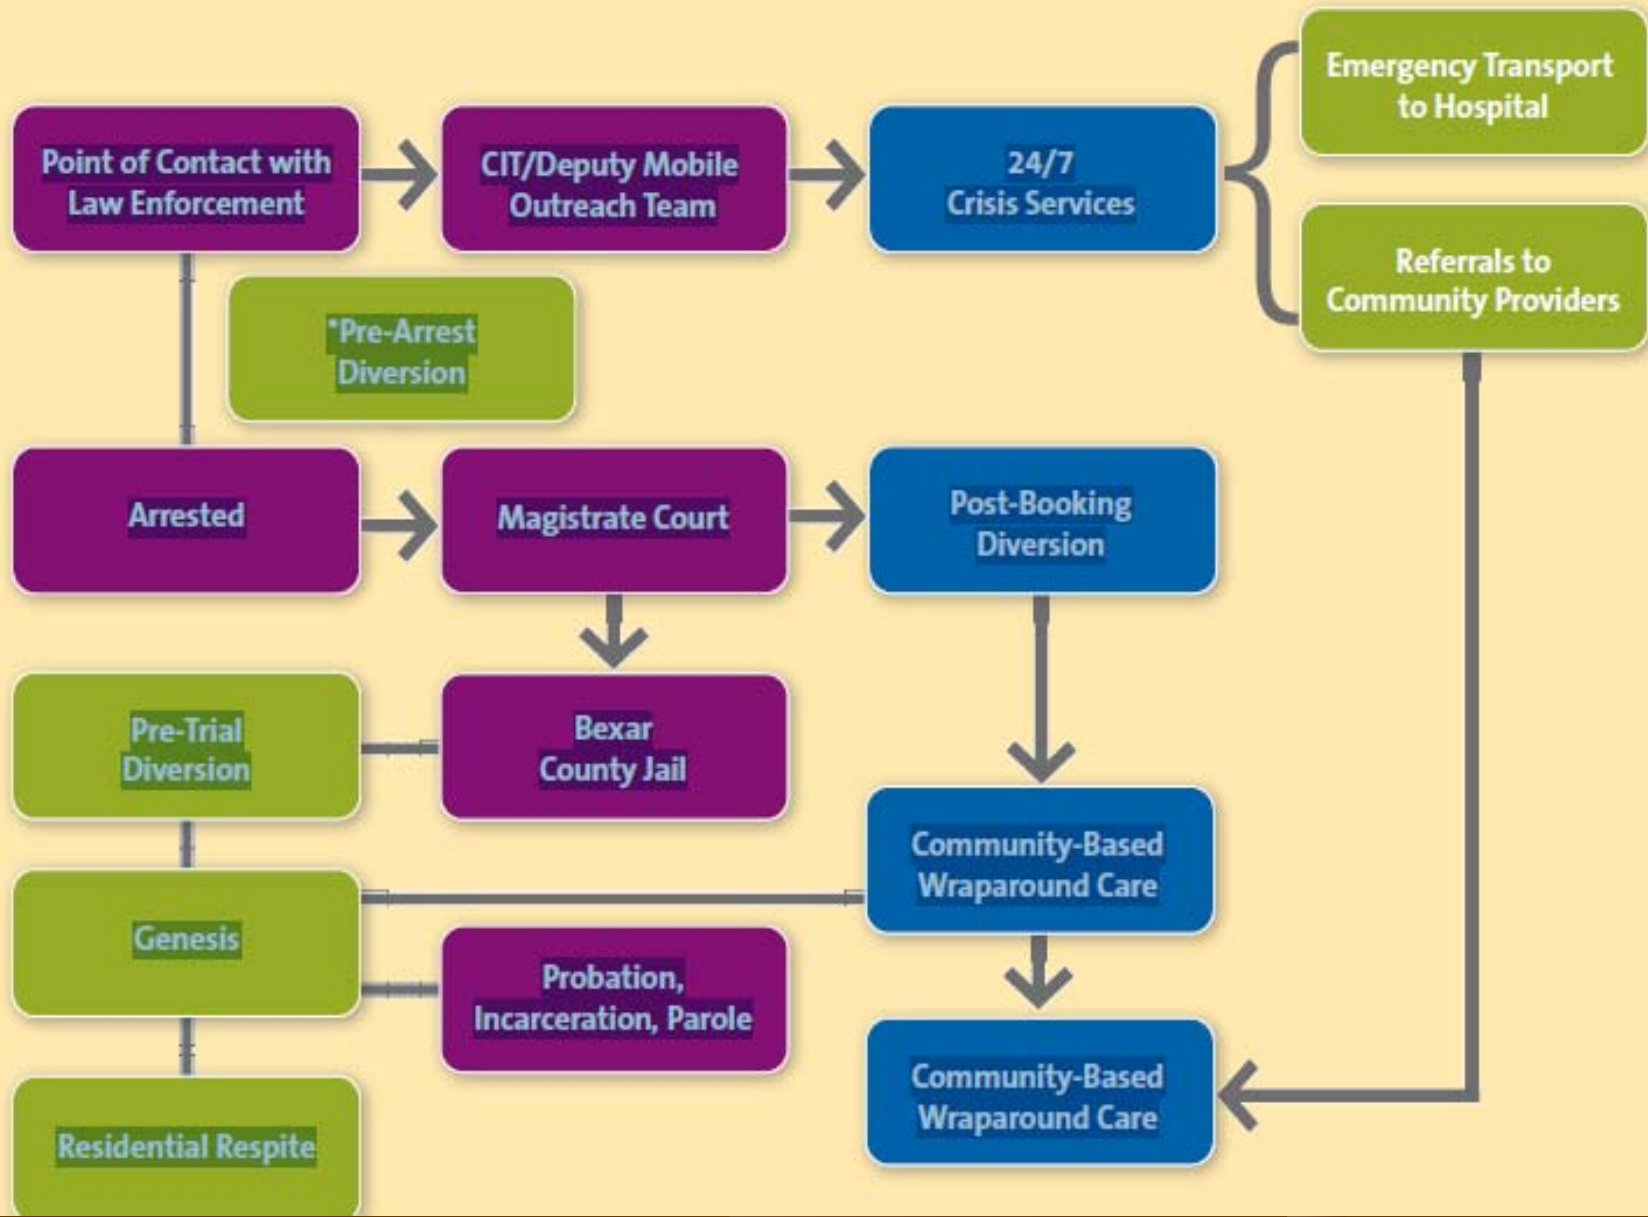 Point of Contact with
Law Enforcement
CIT/Deputy Mobile
Outreach Team
24/7
Crisis Services
Emergency Transport
to Hospital
Referrals to
Community Providers
*Pre-Arrest
Diversion
Arrested
Magistrate Court
Post-Booking
Diversion
Pre-Trial
Diversion
Bexar
County Jail
Community-Based
Wraparound Care
Genesis
Probation,
Incarceration, Parole
Community-Based
Wraparound Care
Residential Respite